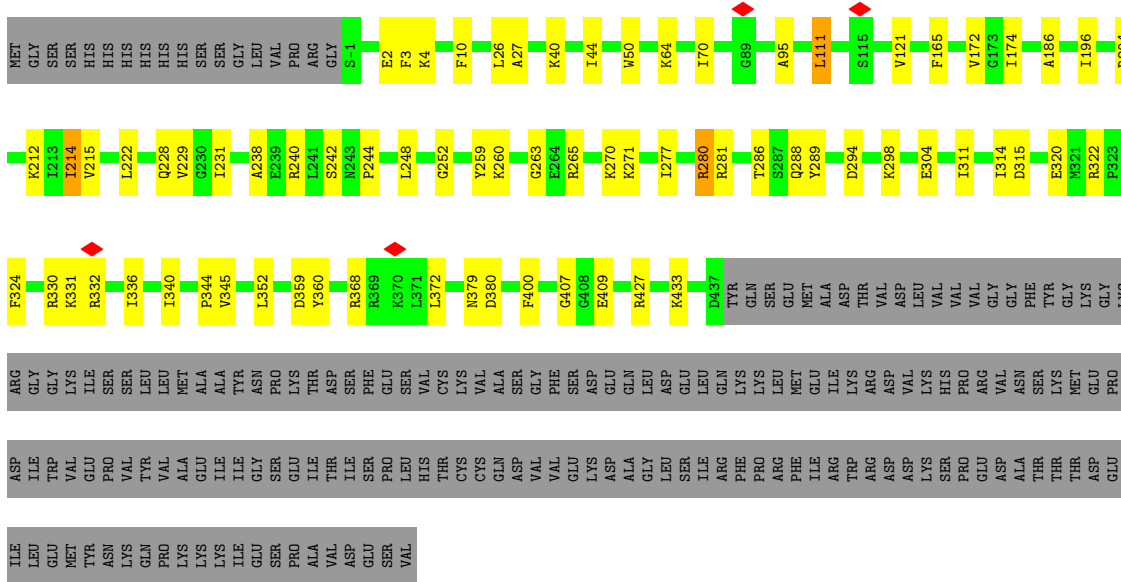 MET GLY SER SER HIS HIS HIS HIS HIS HIS SER SER GLY LEU VAL PRO ARG GLY S-1 E2 F3 K4 F10 L26 A27 K40 I44 W50 K64 I70 G89 A95 L111 S115 V121 F165 V172 G173 I174 A186 I196
K212 I213 I214 V215 L222 Q228 V229 G230 I231 A238 E239 R240 L241 S242 N243 P244 L248 G252 Y259 K260 G263 E264 R265 K270 K271 I277 R280 R281 T286 S287 Q288 Y289 D294 K298 E304 I311 I314 D315 E320 M321 R322 P323
F324 R330 K331 R332 I336 I340 P344 V345 L352 D359 Y360 R368 R369 K370 L371 L372 N379 D380 F400 G407 G408 E409 R427 K433 D437 TYR GLN SER GLU MET ALA ASP THR VAL ASP LEU VAL VAL VAL GLY GLY PHE TYR GLY LYS GLY
ARG GLY GLY LYS ILE SER SER LEU LEU MET ALA ALA TYR ASN PRO LYS THR ASP SER PHE GLU SER VAL CYS LYS VAL ALA SER GLY PHE SER ASP GLU GLN LEU ASP GLU LEU GLN LYS LYS LEU MET GLU ILE LYS ARG ASP VAL LYS HIS PRO ARG VAL ASN SER LYS MET GLU PRO
ASP ILE TRP VAL GLU PRO VAL TYR VAL ALA GLU ILE ILE GLY SER GLU ILE THR ILE SER PRO LEU HIS THR CYS CYS GLN ASP VAL VAL GLU LYS ASP ALA GLY LEU SER ILE ARG PHE PRO ARG PHE ILE ARG TRP ARG ASP ASP LYS SER PRO GLU ASP ALA THR THR THR ASP GLU
ILE LEU GLU MET TYR ASN LYS GLN PRO LYS LYS LYS ILE GLU SER PRO ALA VAL ASP GLU SER VAL